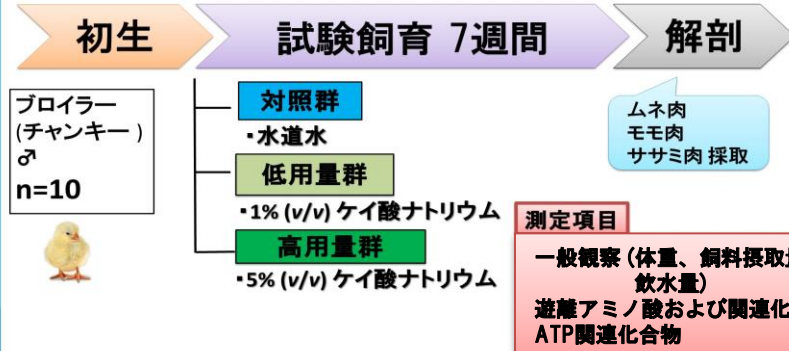 初生
試験飼育 7週間
解剖
ブロイラー
(チャンキー)
♂
n=10
対照群
・水道水
低用量群
・1% (v/v) ケイ酸ナトリウム
高用量群
・5% (v/v) ケイ酸ナトリウム
ムネ肉
モモ肉
ササミ肉 採取
測定項目
一般観察 (体重、飼料摂取
飲水量)
遊離アミノ酸および関連化
ATP関連化合物